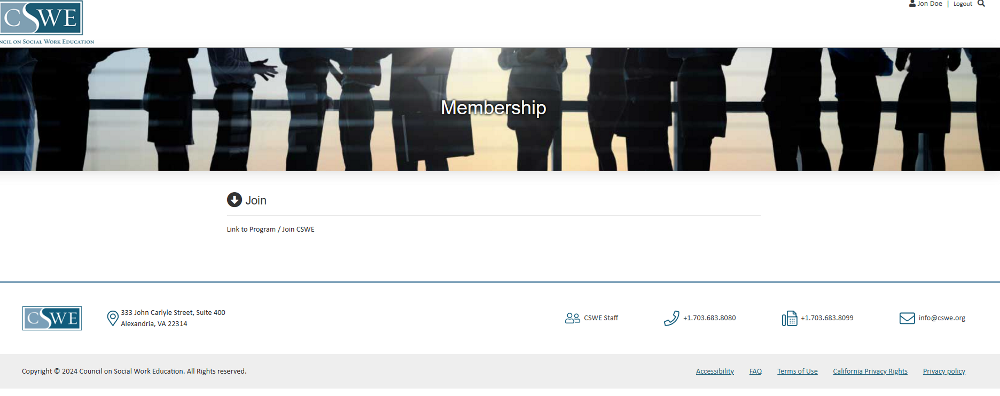 CSWE
NCIL ON SOCIAL WORK EDUCATION
Jon Doe | Logout
Membership
Join
Link to Program / Join CSWE
CSWE
333 John Carlyle Street, Suite 400
Alexandria, VA 22314
CSWE Staff
+1.703.683.8080
+1.703.683.8099
info@cswe.org
Copyright © 2024 Council on Social Work Education. All Rights reserved.
Accessibility
FAQ
Terms of Use
California Privacy Rights
Privacy policy